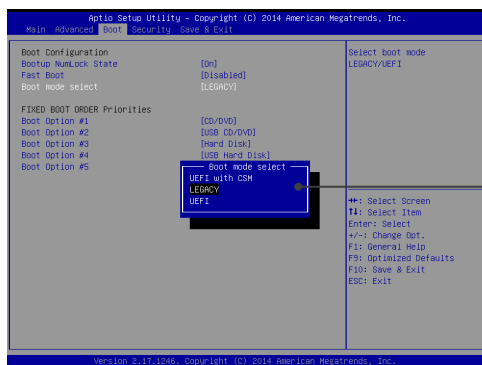 Aptio Setup Utility – Copyright (C) 2014 American Megatrends, Inc.
Main Advanced Boot Security Save & Exit
Boot Configuration
Bootup NumLock State [On]
Fast Boot [Disabled]
Boot mode select [LEGACY]
FIXED BOOT ORDER Priorities
Boot Option #1 [CD/DVD]
Boot Option #2 [USB CD/DVD]
Boot Option #3 [Hard Disk]
Boot Option #4 [USB Hard Disk]
Boot Option #5
Boot mode select
UEFI with CSM
LEGACY
UEFI
Select boot mode
LEGACY/UEFI
→←: Select Screen
↑↓: Select Item
Enter: Select
+/-: Change Opt.
F1: General Help
F9: Optimized Defaults
F10: Save & Exit
ESC: Exit
Version 2.17.1246. Copyright (C) 2014 American Megatrends, Inc.